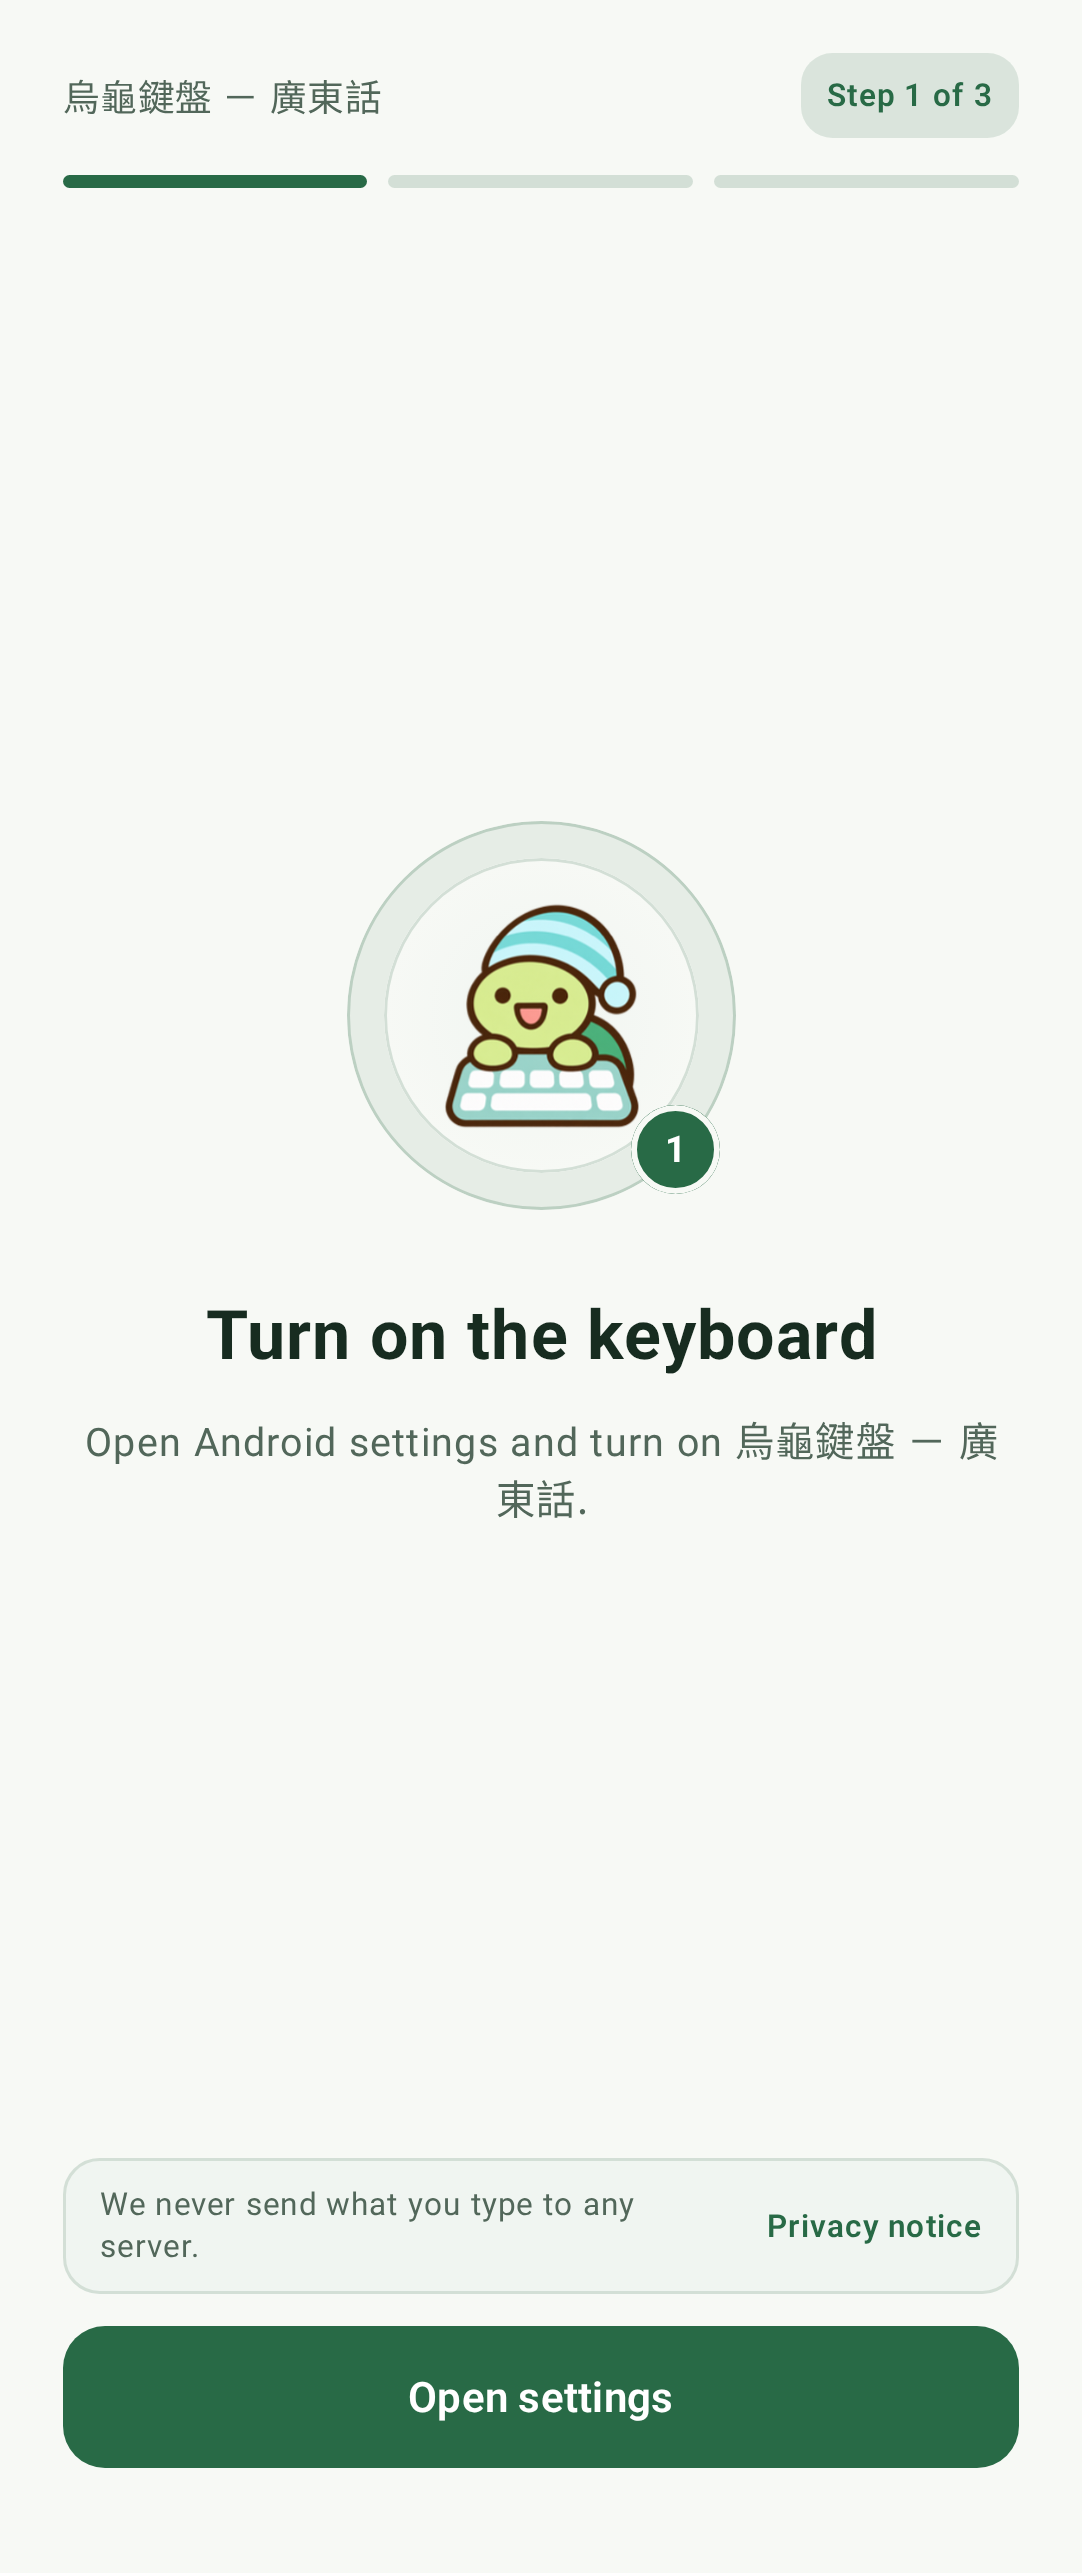 烏龜鍵盤 － 廣東話
Step 1 of 3
1
Turn on the keyboard
Open Android settings and turn on 烏龜鍵盤 － 廣
東話.
We never send what you type to any
server.
Privacy notice
Open settings